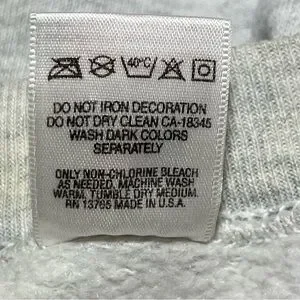 40°C
DO NOT IRON DECORATION
DO NOT DRY CLEAN CA-18345
WASH DARK COLORS
SEPARATELY
ONLY NON-CHLORINE BLEACH
AS NEEDED. MACHINE WASH
WARM. TUMBLE DRY MEDIUM.
RN 13765 MADE IN U.S.A.